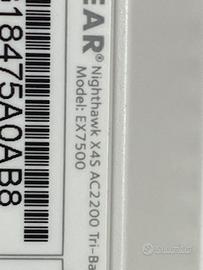 EAR®
Nighthawk X4S AC2200 Tri-Ba
Model: EX7500
18475A0AB8